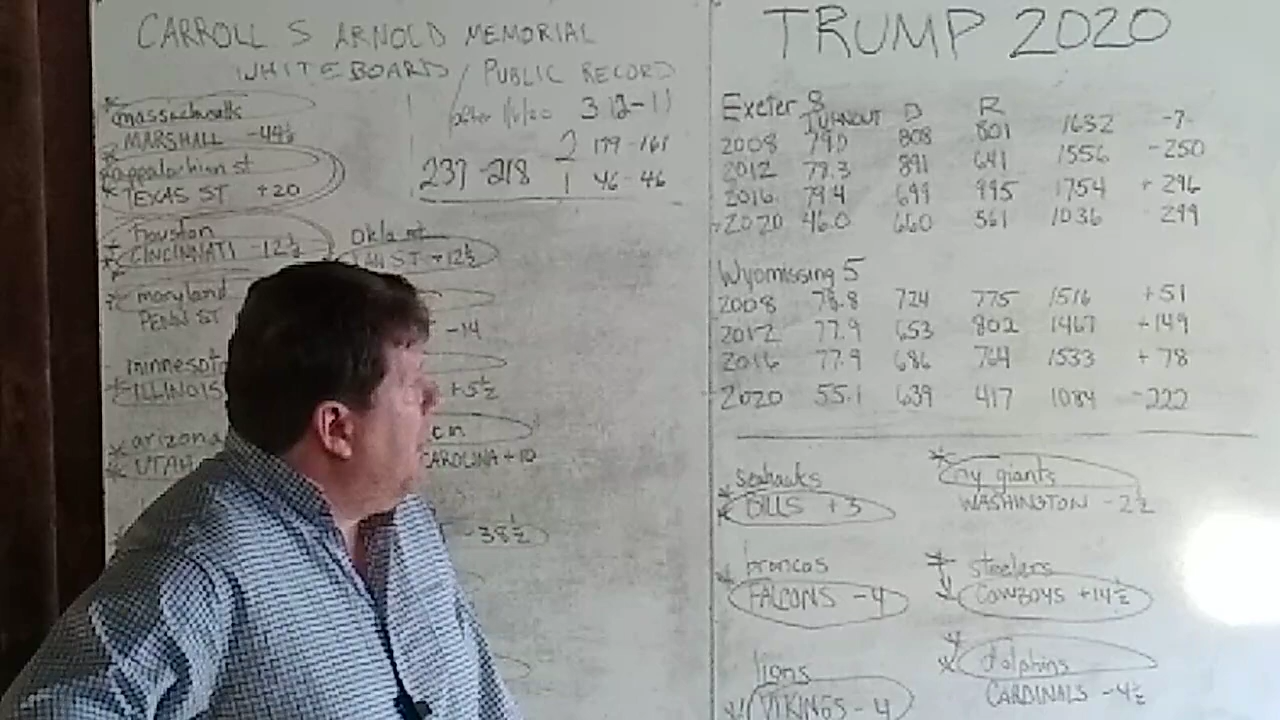 CARROLL S ARNOLD MEMORIAL
WHITEBOARD / PUBLIC RECORD
massachusetts
MARSHALL -44½
appalachian st
TEXAS ST +20
houston
CINCINNATI -12½
maryland
PENN ST
minnesota
ILLINOIS
arizona
UTAH
after 1/1/20 3 12-11
2 179-161
237-218 1 46-46
okla st
+12½
-14
+5½
CAROLINA +10
-38½
TRUMP 2020
Exeter 8 TURNOUT D R
2008 79.0 808 801 1632 -7
2012 77.3 891 641 1556 -250
2016 79.4 699 995 1754 +296
2020 46.0 660 361 1036 -299
Wyomissing 5
2008 78.8 724 775 1516 +51
2012 77.9 653 802 1467 +149
2016 77.9 686 764 1533 +78
2020 55.1 639 417 1084 -222
seahawks
BILLS +3
broncos
FALCONS -4
lions
VIKINGS -4
ny giants
WASHINGTON -2½
steelers
COWBOYS +14½
dolphins
CARDINALS -4½